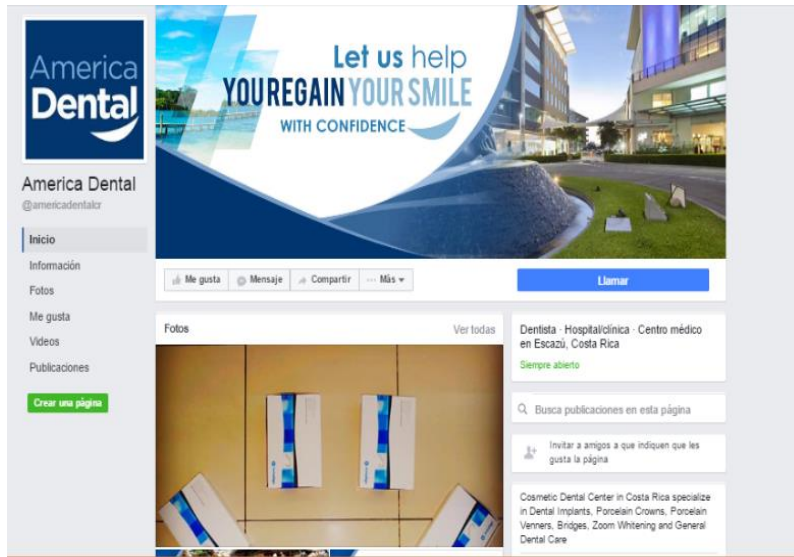 America
Dental
Let us help
YOU REGAIN YOUR SMILE
WITH CONFIDENCE
America Dental
@americadentalcr
Inicio
Información
Fotos
Me gusta
Videos
Publicaciones
Crear una página
Me gusta
Mensaje
Compartir
Más
Llamar
Fotos
Ver todas
Dentista · Hospital/clínica · Centro médico
en Escazú, Costa Rica
Siempre abierto
Busca publicaciones en esta página
Invitar a amigos a que indiquen que les
gusta la página
Cosmetic Dental Center in Costa Rica specialize
in Dental Implants, Porcelain Crowns, Porcelain
Venners, Bridges, Zoom Whitening and General
Dental Care